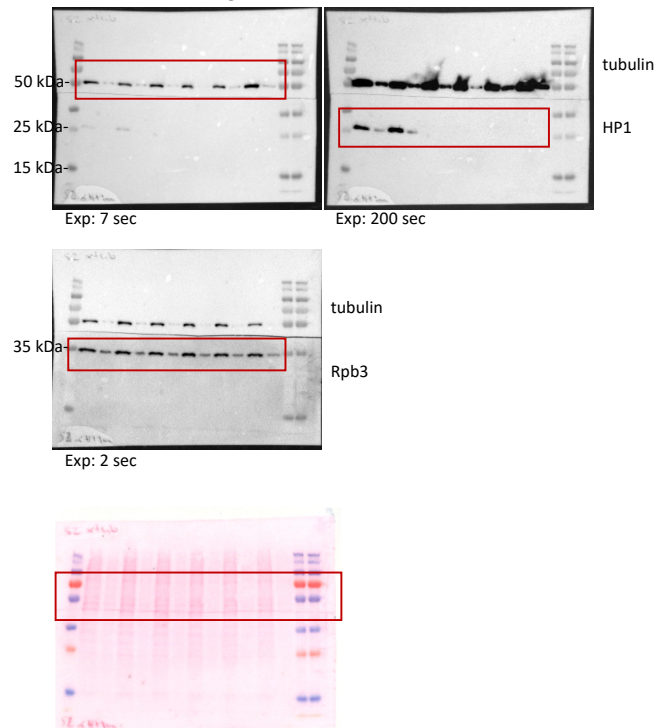 tubulin
50 kDa-
25 kDa-
HP1
15 kDa-
Exp: 7 sec
Exp: 200 sec
tubulin
35 kDa-
Rpb3
Exp: 2 sec